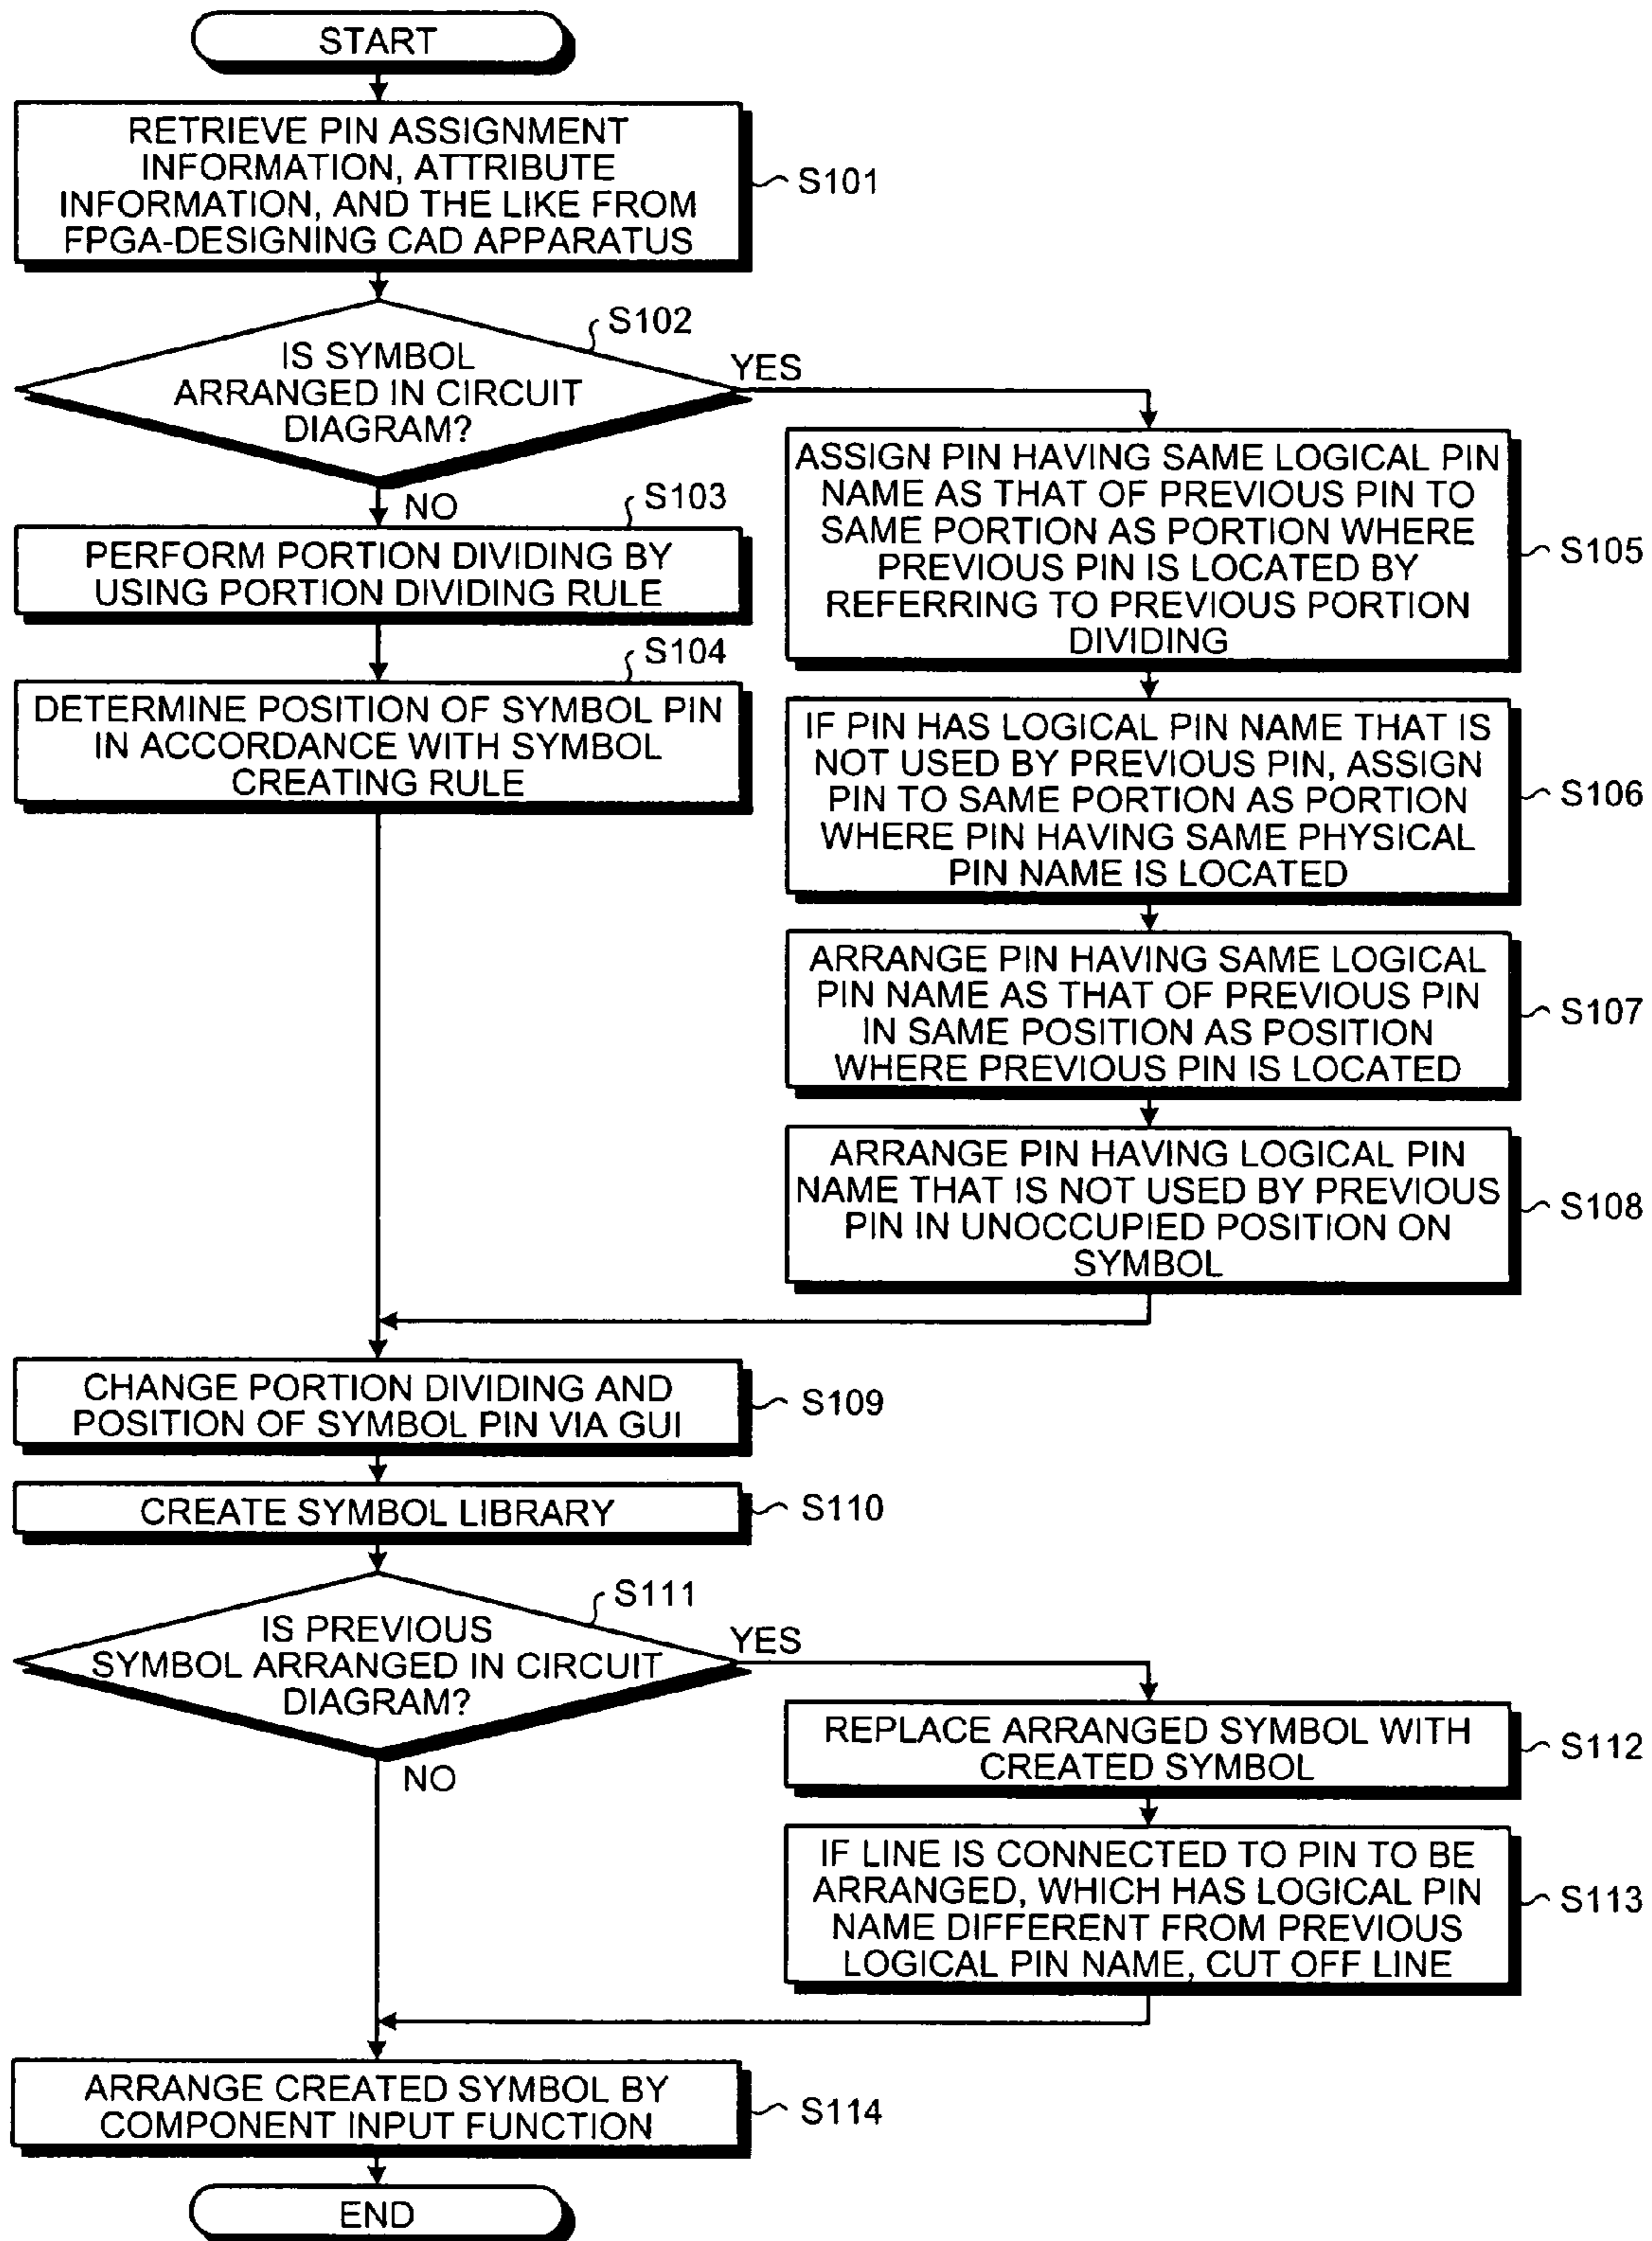 START
RETRIEVE PIN ASSIGNMENT
INFORMATION, ATTRIBUTE
INFORMATION, AND THE LIKE FROM
FPGA-DESIGNING CAD APPARATUS
S101
S102
IS SYMBOL
ARRANGED IN CIRCUIT
DIAGRAM?
YES
NO
S103
PERFORM PORTION DIVIDING BY
USING PORTION DIVIDING RULE
S104
DETERMINE POSITION OF SYMBOL PIN
IN ACCORDANCE WITH SYMBOL
CREATING RULE
ASSIGN PIN HAVING SAME LOGICAL PIN
NAME AS THAT OF PREVIOUS PIN TO
SAME PORTION AS PORTION WHERE
PREVIOUS PIN IS LOCATED BY
REFERRING TO PREVIOUS PORTION
DIVIDING
S105
IF PIN HAS LOGICAL PIN NAME THAT IS
NOT USED BY PREVIOUS PIN, ASSIGN
PIN TO SAME PORTION AS PORTION
WHERE PIN HAVING SAME PHYSICAL
PIN NAME IS LOCATED
S106
ARRANGE PIN HAVING SAME LOGICAL
PIN NAME AS THAT OF PREVIOUS PIN
IN SAME POSITION AS POSITION
WHERE PREVIOUS PIN IS LOCATED
S107
ARRANGE PIN HAVING LOGICAL PIN
NAME THAT IS NOT USED BY PREVIOUS
PIN IN UNOCCUPIED POSITION ON
SYMBOL
S108
CHANGE PORTION DIVIDING AND
POSITION OF SYMBOL PIN VIA GUI
S109
CREATE SYMBOL LIBRARY
S110
S111
IS PREVIOUS
SYMBOL ARRANGED IN CIRCUIT
DIAGRAM?
YES
NO
REPLACE ARRANGED SYMBOL WITH
CREATED SYMBOL
S112
IF LINE IS CONNECTED TO PIN TO BE
ARRANGED, WHICH HAS LOGICAL PIN
NAME DIFFERENT FROM PREVIOUS
LOGICAL PIN NAME, CUT OFF LINE
S113
ARRANGE CREATED SYMBOL BY
COMPONENT INPUT FUNCTION
S114
END